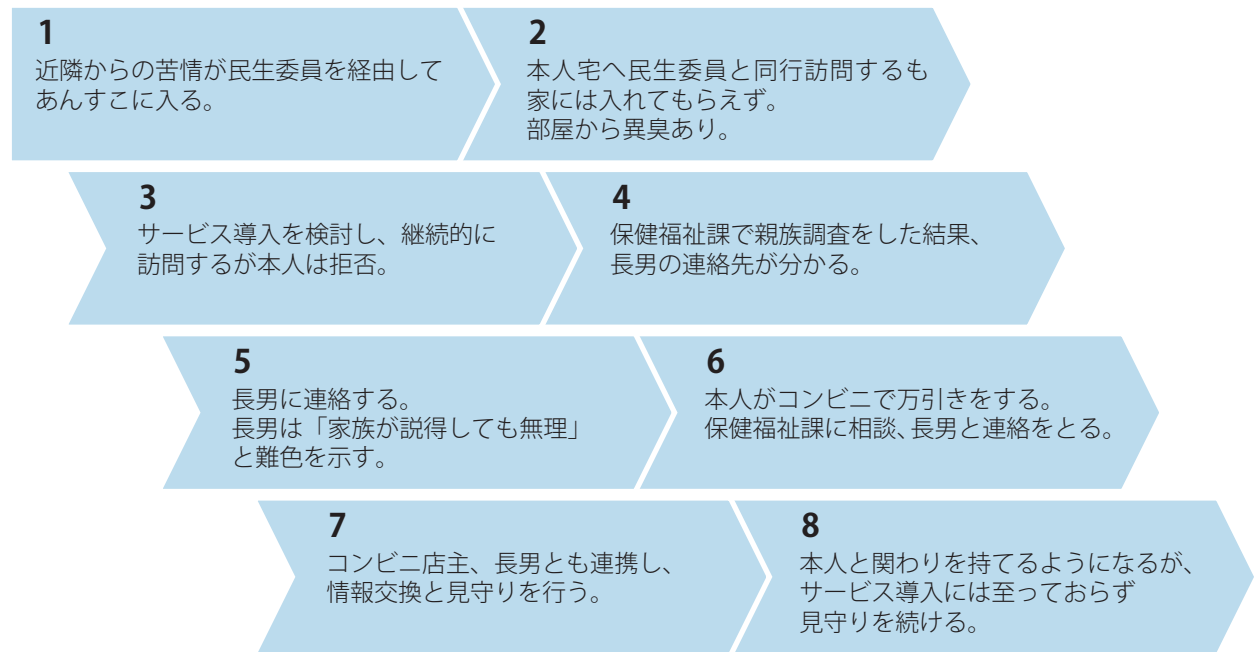 1
近隣からの苦情が民生委員を経由して
あんすこに入る。
2
本人宅へ民生委員と同行訪問するも
家には入れてもらえず。
部屋から異臭あり。
3
サービス導入を検討し、継続的に
訪問するが本人は拒否。
4
保健福祉課で親族調査をした結果、
長男の連絡先が分かる。
5
長男に連絡する。
長男は「家族が説得しても無理」
と難色を示す。
6
本人がコンビニで万引きをする。
保健福祉課に相談、長男と連絡をとる。
7
コンビニ店主、長男とも連携し、
情報交換と見守りを行う。
8
本人と関わりを持てるようになるが、
サービス導入には至っておらず
見守りを続ける。